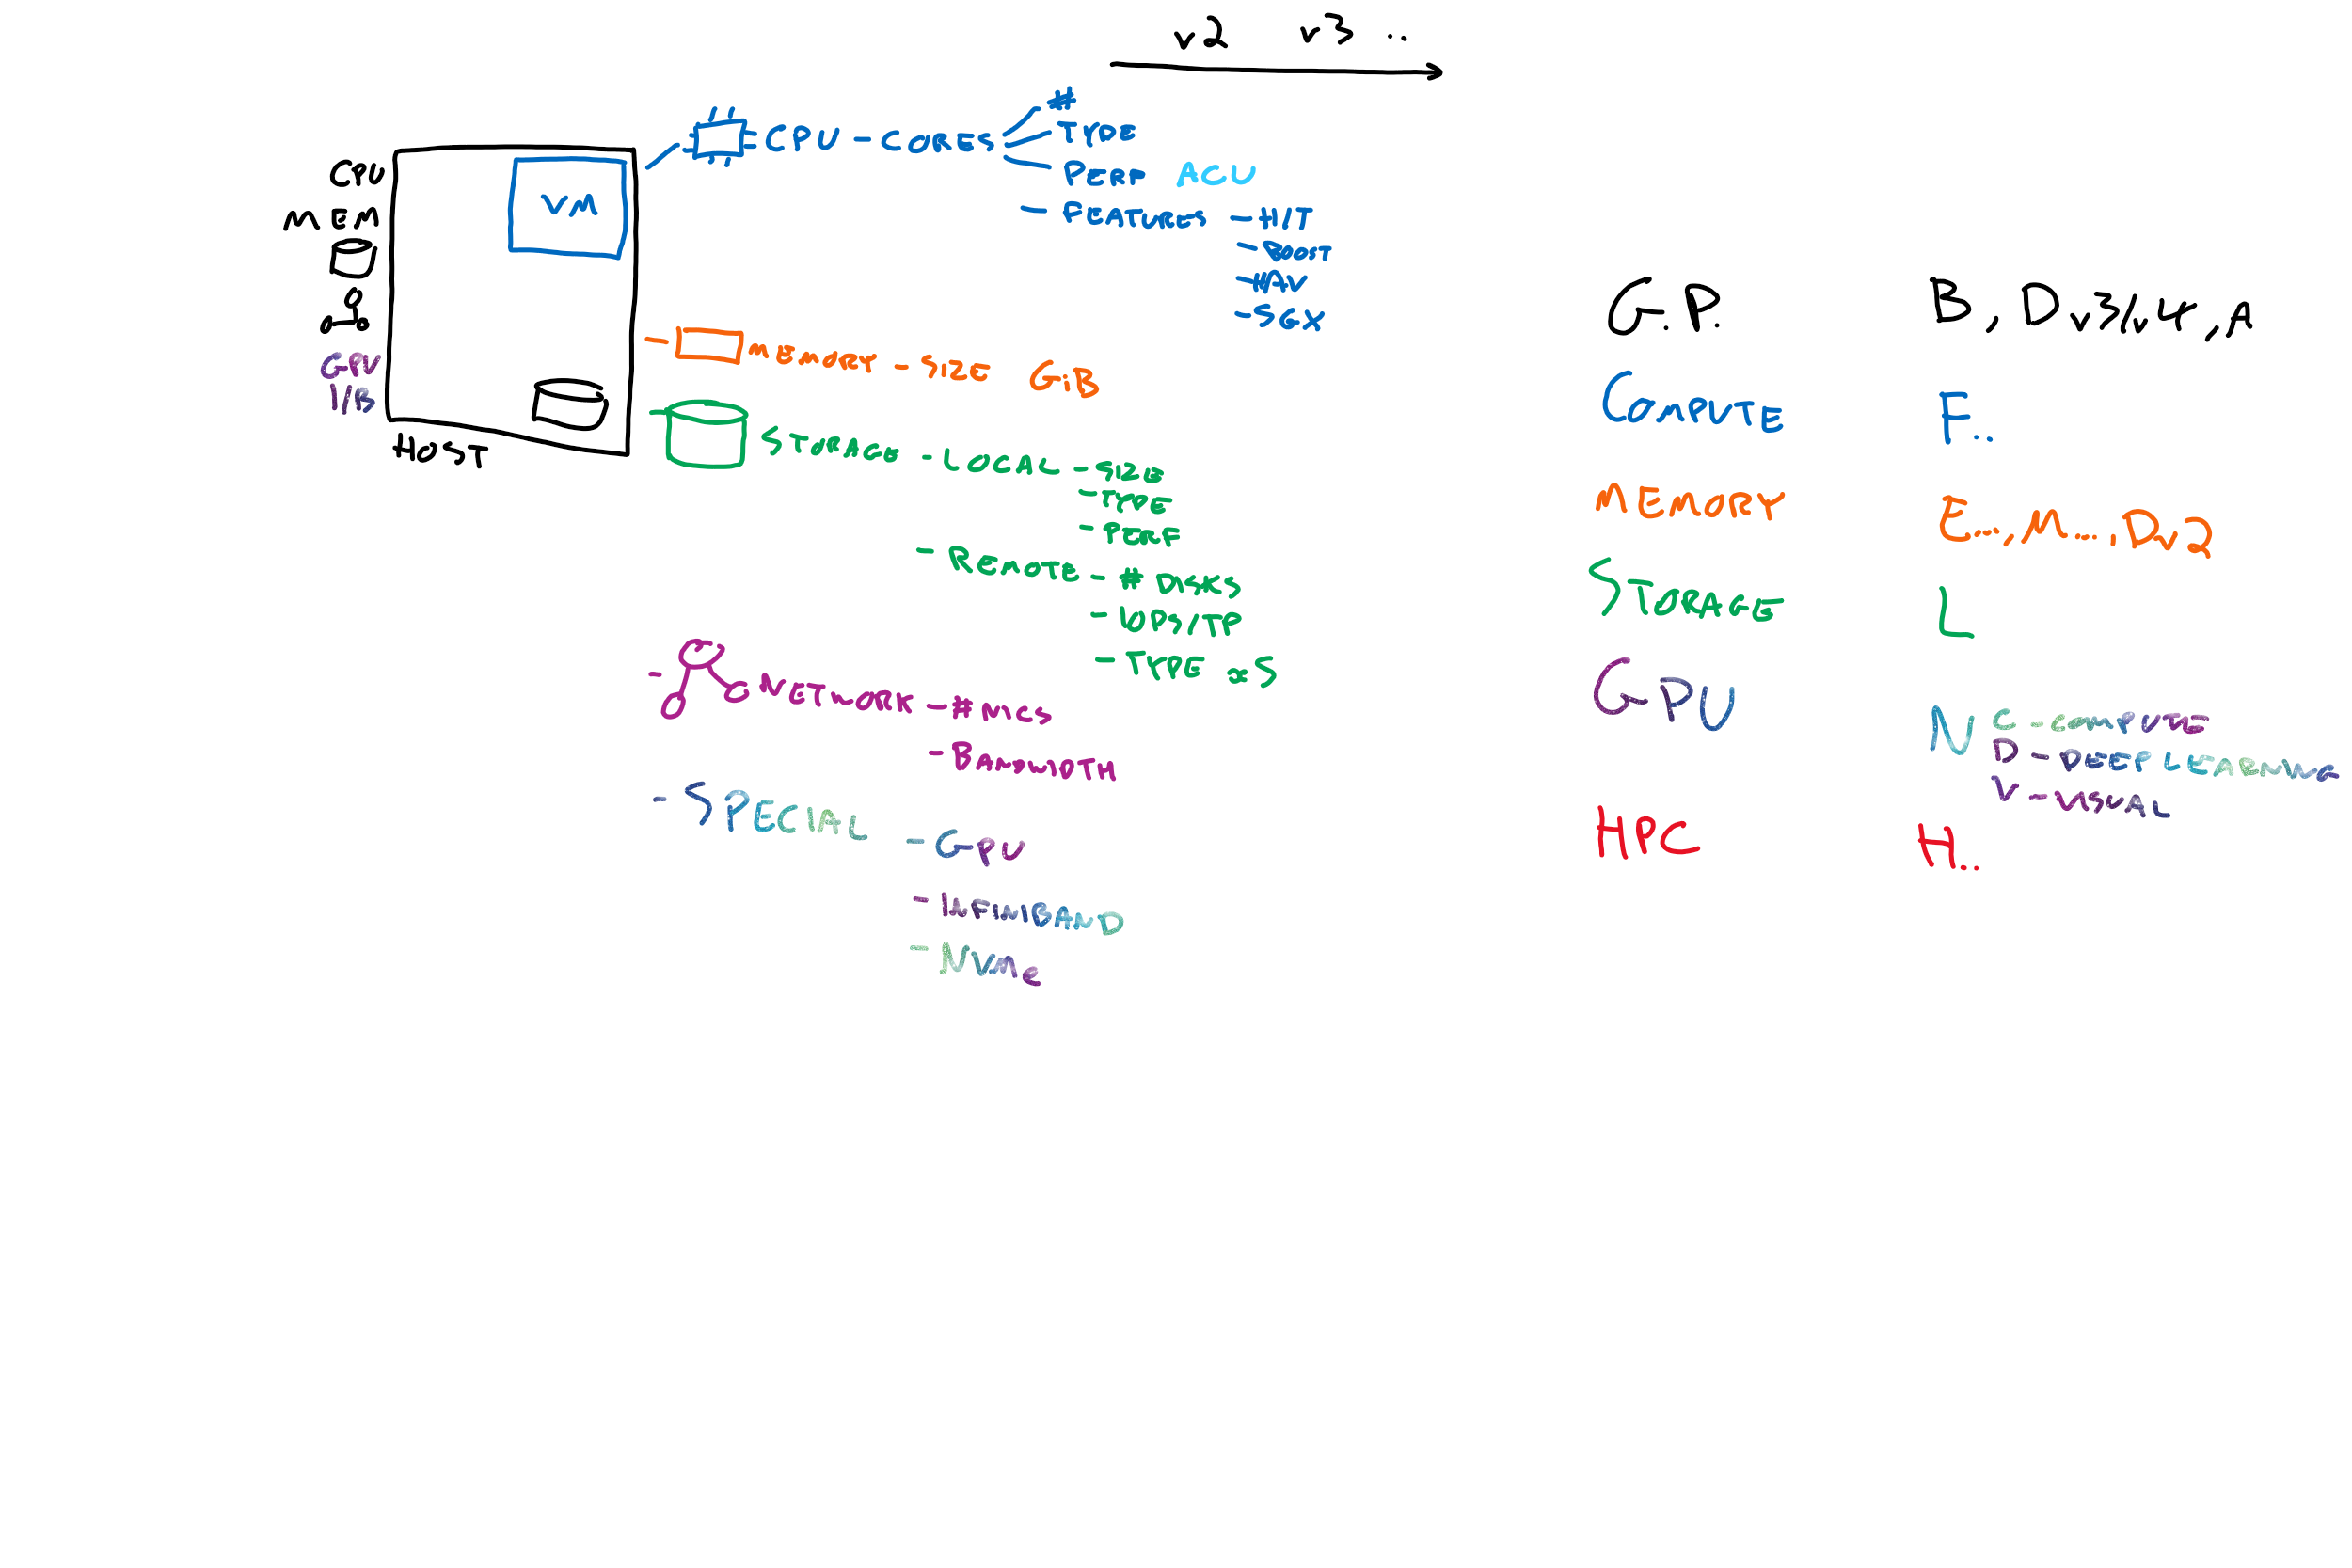 v2 v3 ..
CPU
MEM
GPU
I/B
HOST
VM
CPU - CORES
#
TYPE
PERF ACU
- FEATURES - H/T
- BOOST
- NAV
- SGX
- MEMORY - SIZE GiB
STORAGE - LOCAL - SIZE
- TYPE
- PERF
- REMOTE - # DISKS
- IOPS/TP
- TYPE
- NETWORK - # NICS
- BANDWIDTH
- SPECIAL
- GPU
- INFINIBAND
- NVMe
G.P. B, Dv3/v4, A
COMPUTE F..
MEMORY E..., M...., Dv2
STORAGE L
GPU N
C - COMPUTE
D - DEEP LEARNING
V - VISUAL
HPC H..